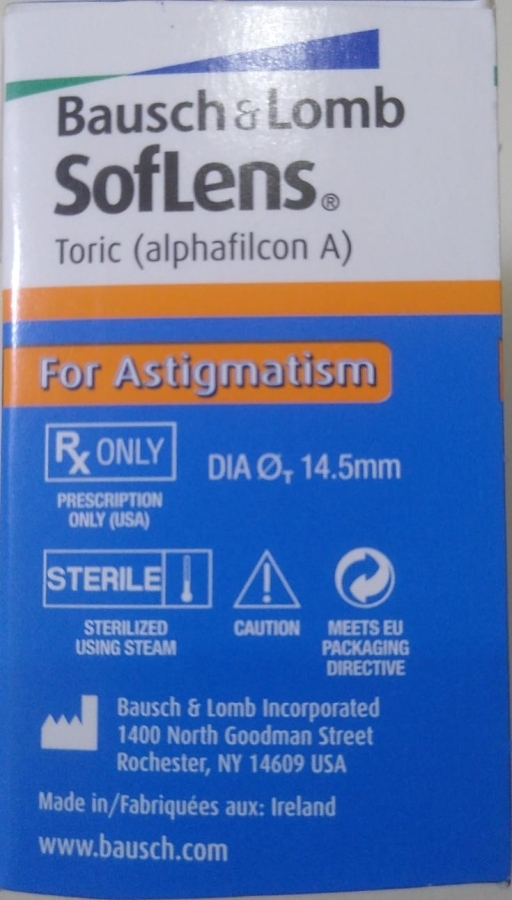 Bausch & Lomb
SofLens®
Toric (alphafilcon A)
For Astigmatism
Rx ONLY
DIA ØT 14.5mm
PRESCRIPTION
ONLY (USA)
STERILE
STERILIZED
USING STEAM
!
CAUTION
MEETS EU
PACKAGING
DIRECTIVE
Bausch & Lomb Incorporated
1400 North Goodman Street
Rochester, NY 14609 USA
Made in/Fabriquées aux: Ireland
www.bausch.com